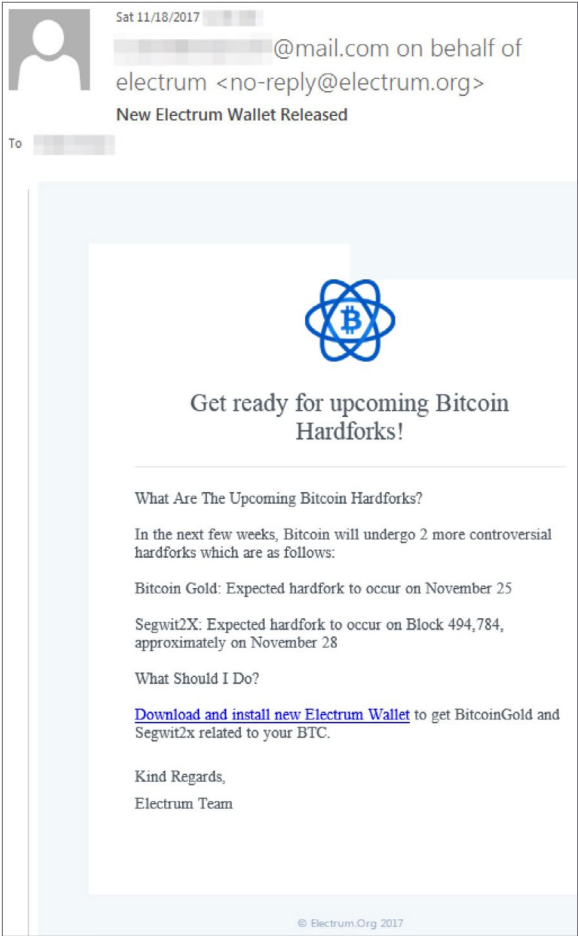 Sat 11/18/2017
@mail.com on behalf of
electrum <no-reply@electrum.org>
New Electrum Wallet Released
To
Get ready for upcoming Bitcoin
Hardforks!
What Are The Upcoming Bitcoin Hardforks?
In the next few weeks, Bitcoin will undergo 2 more controversial
hardforks which are as follows:
Bitcoin Gold: Expected hardfork to occur on November 25
Segwit2X: Expected hardfork to occur on Block 494,784,
approximately on November 28
What Should I Do?
Download and install new Electrum Wallet to get BitcoinGold and
Segwit2x related to your BTC.
Kind Regards,
Electrum Team
© Electrum.Org 2017